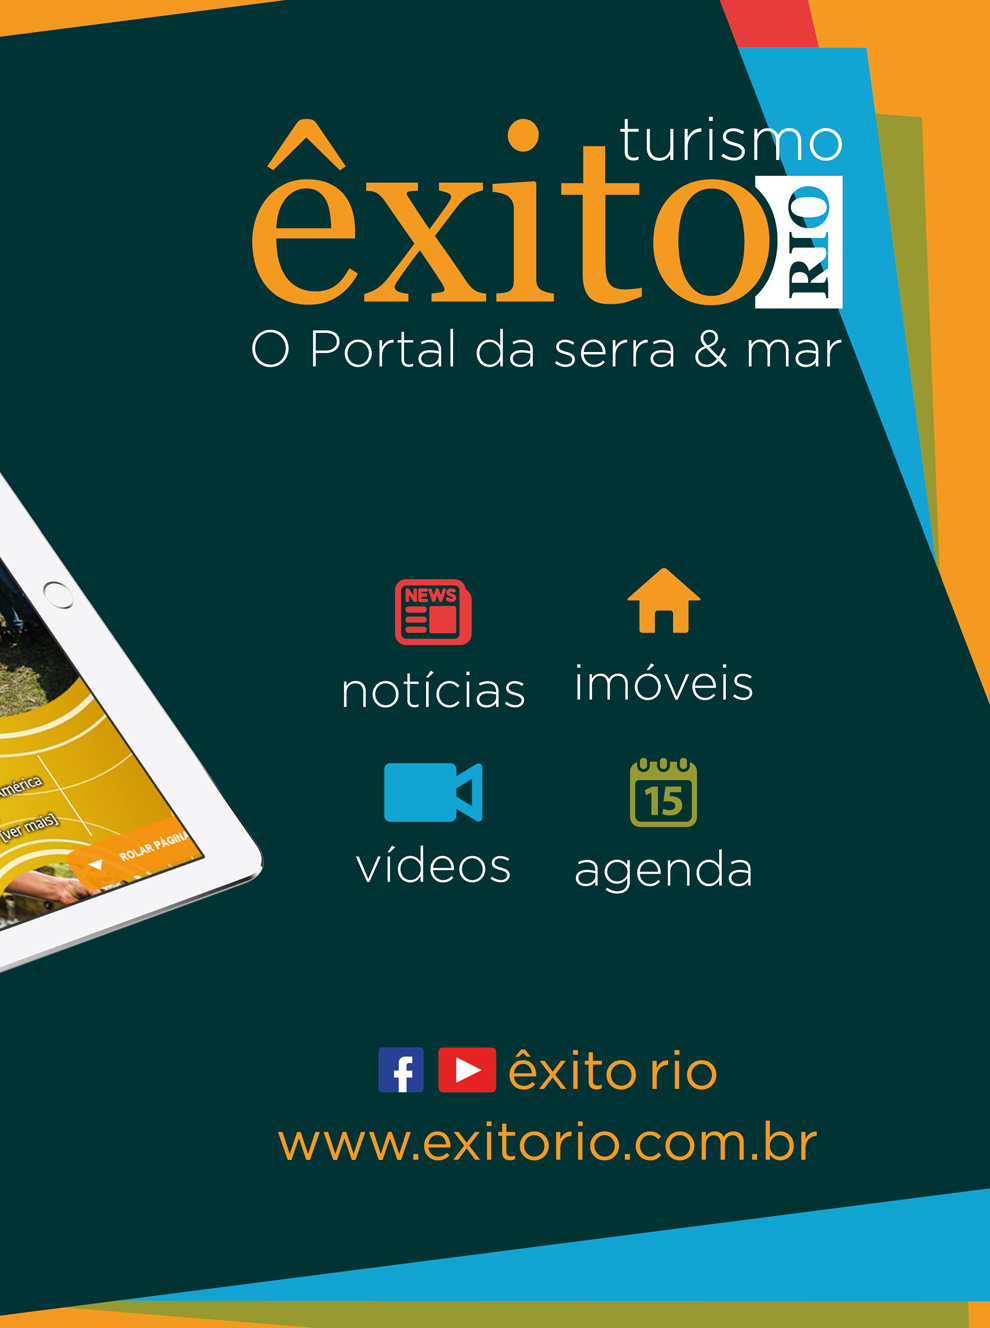 turismo
êxito
RIO
O Portal da serra & mar
NEWS
notícias
imóveis
15
vídeos
agenda
América
[ver mais]
ROLAR PÁGINA
êxito rio
www.exitorio.com.br